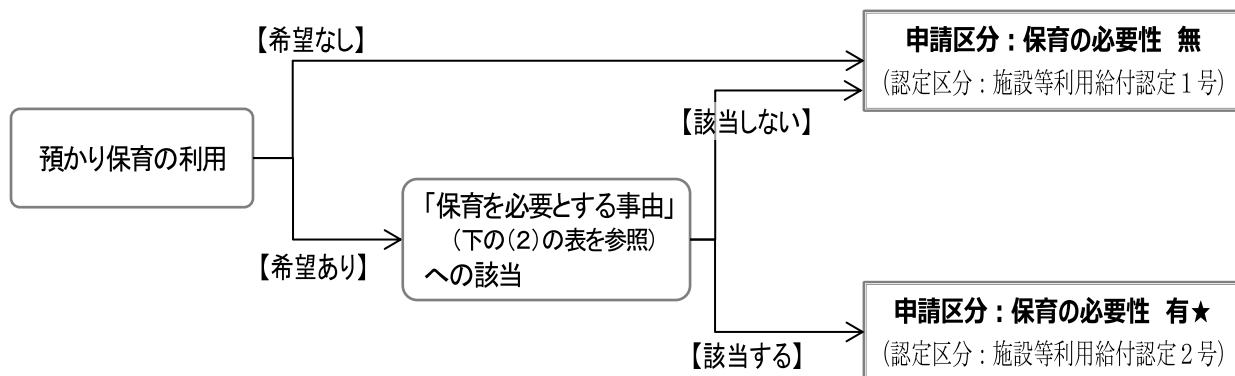 【希望なし】
申請区分：保育の必要性 無
(認定区分：施設等利用給付認定１号)
【該当しない】
預かり保育の利用
「保育を必要とする事由」
(下の(2)の表を参照)
への該当
【希望あり】
申請区分：保育の必要性 有★
(認定区分：施設等利用給付認定２号)
【該当する】